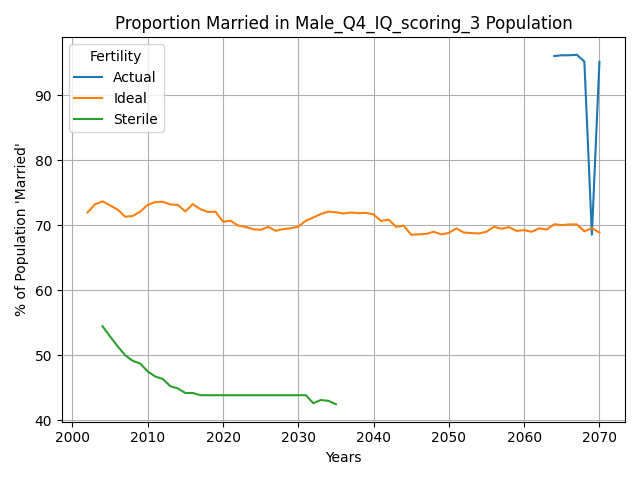 Proportion Married in Male_Q4_IQ_scoring_3 Population
Fertility
Actual
Ideal
Sterile
% of Population 'Married'
90
80
70
60
50
40
2000 2010 2020 2030 2040 2050 2060 2070
Years